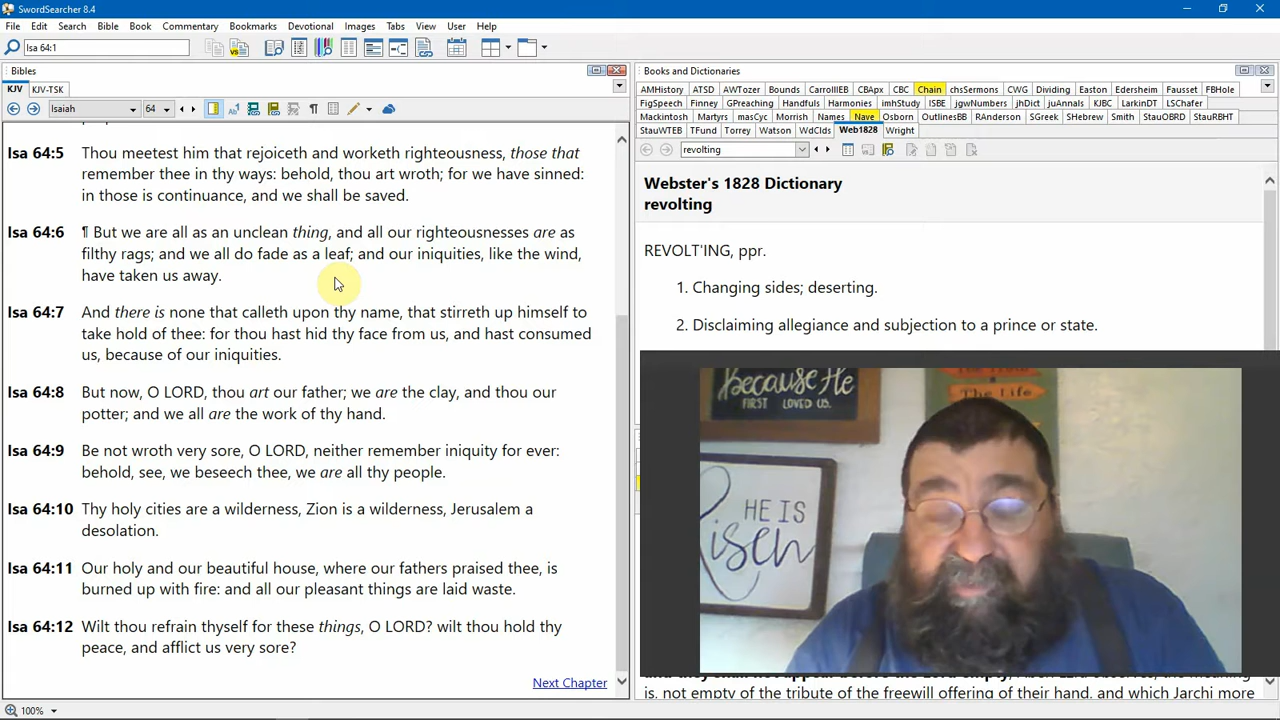 SwordSearcher 8.4
File Edit Search Bible Book Commentary Bookmarks Devotional Images Tabs View User Help
Isa 64:1
Bibles
KJV KJV-TSK
Isaiah 64
Isa 64:5 Thou meetest him that rejoiceth and worketh righteousness, those that
remember thee in thy ways: behold, thou art wroth; for we have sinned:
in those is continuance, and we shall be saved.
Isa 64:6 ¶ But we are all as an unclean thing, and all our righteousnesses are as
filthy rags; and we all do fade as a leaf; and our iniquities, like the wind,
have taken us away.
Isa 64:7 And there is none that calleth upon thy name, that stirreth up himself to
take hold of thee: for thou hast hid thy face from us, and hast consumed
us, because of our iniquities.
Isa 64:8 But now, O LORD, thou art our father; we are the clay, and thou our
potter; and we all are the work of thy hand.
Isa 64:9 Be not wroth very sore, O LORD, neither remember iniquity for ever:
behold, see, we beseech thee, we are all thy people.
Isa 64:10 Thy holy cities are a wilderness, Zion is a wilderness, Jerusalem a
desolation.
Isa 64:11 Our holy and our beautiful house, where our fathers praised thee, is
burned up with fire: and all our pleasant things are laid waste.
Isa 64:12 Wilt thou refrain thyself for these things, O LORD? wilt thou hold thy
peace, and afflict us very sore?
Next Chapter
100%
Books and Dictionaries
AMHistory ATSD AWTozer Bounds CarrollIEB CBApx CBC Chain chsSermons CWG Dividing Easton Edersheim Fausset FBHole
FigSpeech Finney GPreaching Handfuls Harmonies imhStudy ISBE jgwNumbers jhDict juAnnals KJBC LarkinDT LSChafer
Mackintosh Martyrs masCyc Morrish Names Nave Osborn OutlinesBB RAnderson SGreek SHebrew Smith StauOBRD StauRBHT
StauWTEB TFund Torrey Watson WdClds Web1828 Wright
revolting
Webster's 1828 Dictionary
revolting
REVOLT'ING, ppr.
1. Changing sides; deserting.
2. Disclaiming allegiance and subjection to a prince or state.
Because He
FIRST LOVED US.
The Life
HE IS
Risen
is, not empty of the tribute of the freewill offering of their hand, and which Jarchi more